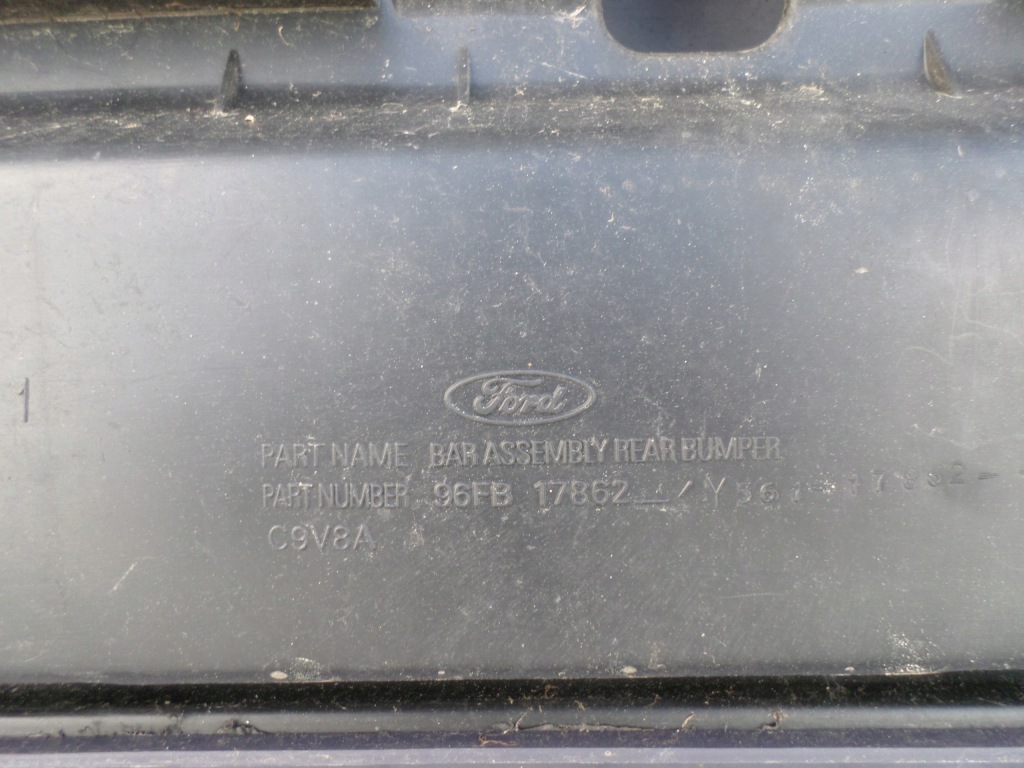 Ford
PART NAME BAR ASSEMBLY REAR BUMPER
PART NUMBER 96FB 17862
C9V8A